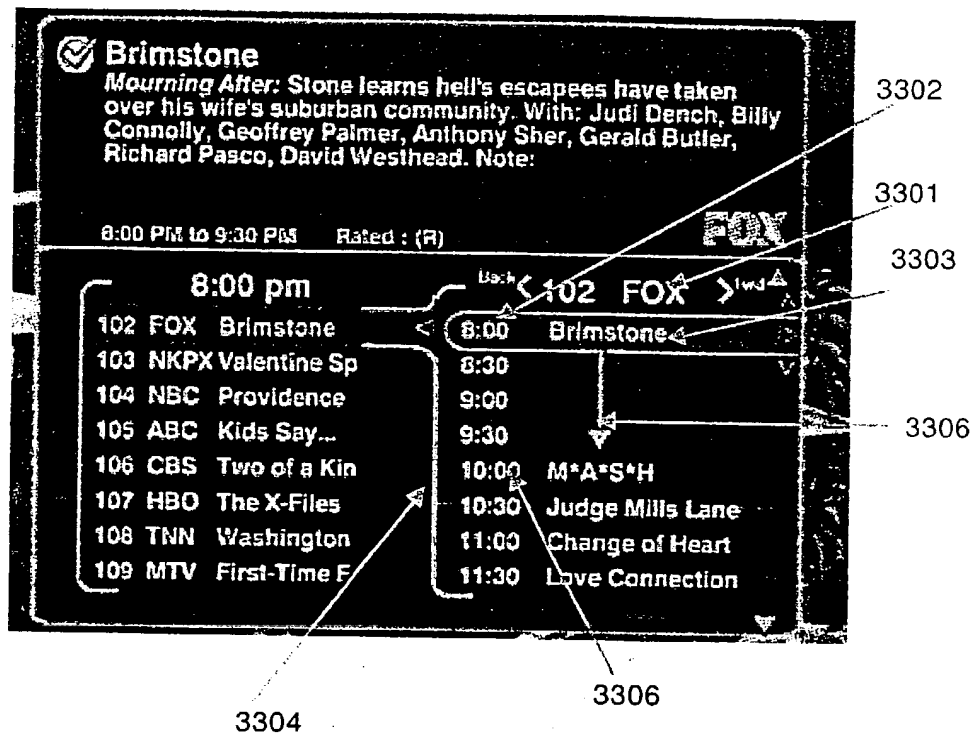 Brimstone
Mourning After: Stone learns hell's escapees have taken
over his wife's suburban community. With: Judi Dench, Billy
Connolly, Geoffrey Palmer, Anthony Sher, Gerald Butler,
Richard Pasco, David Westhead. Note:
8:00 PM to 9:30 PM Rated : (R)
FOX
8:00 pm
102 FOX Brimstone
103 NKPX Valentine Sp
104 NBC Providence
105 ABC Kids Say...
106 CBS Two of a Kin
107 HBO The X-Files
108 TNN Washington
109 MTV First-Time F
Back < 102 FOX > fwd
8:00 Brimstone
8:30
9:00
9:30
10:00 M*A*S*H
10:30 Judge Mills Lane
11:00 Change of Heart
11:30 Love Connection
3302
3301
3303
3306
3306
3304